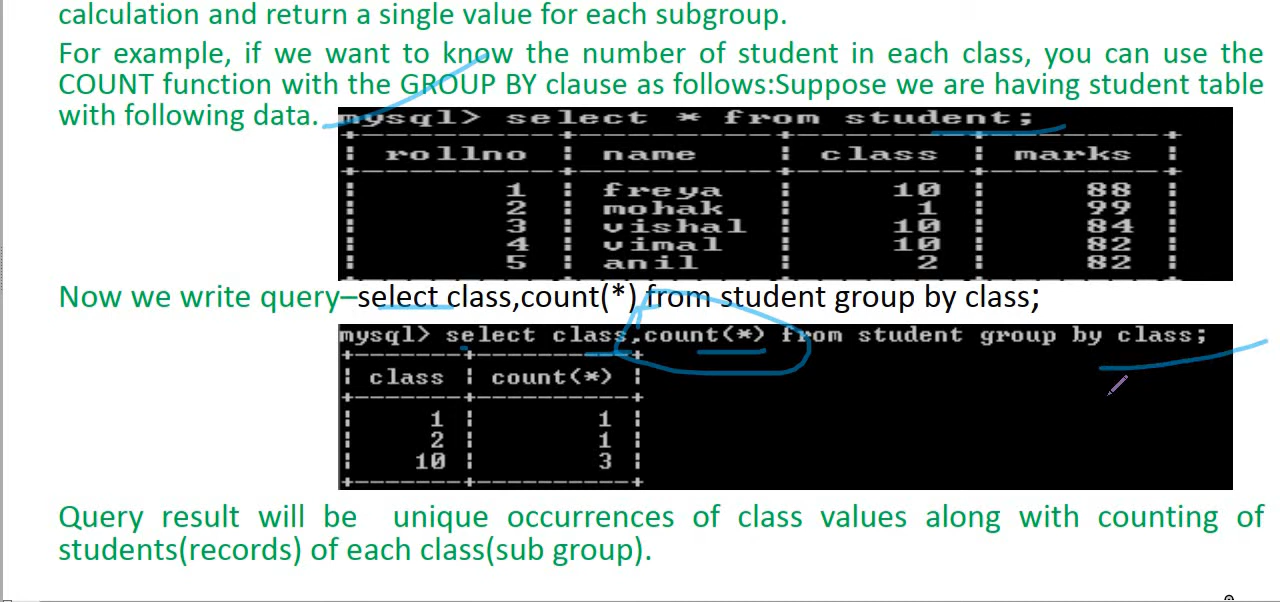 calculation and return a single value for each subgroup.
For example, if we want to know the number of student in each class, you can use the
COUNT function with the GROUP BY clause as follows:Suppose we are having student table
with following data.
mysql> select * from student;
rollno | name | class | marks
1 | freya | 10 | 88
2 | mohak | 1 | 99
3 | vishal | 10 | 84
4 | vimal | 10 | 82
5 | anil | 2 | 82
Now we write query–select class,count(*) from student group by class;
mysql> select class,count(*) from student group by class;
class | count(*)
1 | 1
2 | 1
10 | 3
Query result will be unique occurrences of class values along with counting of
students(records) of each class(sub group).